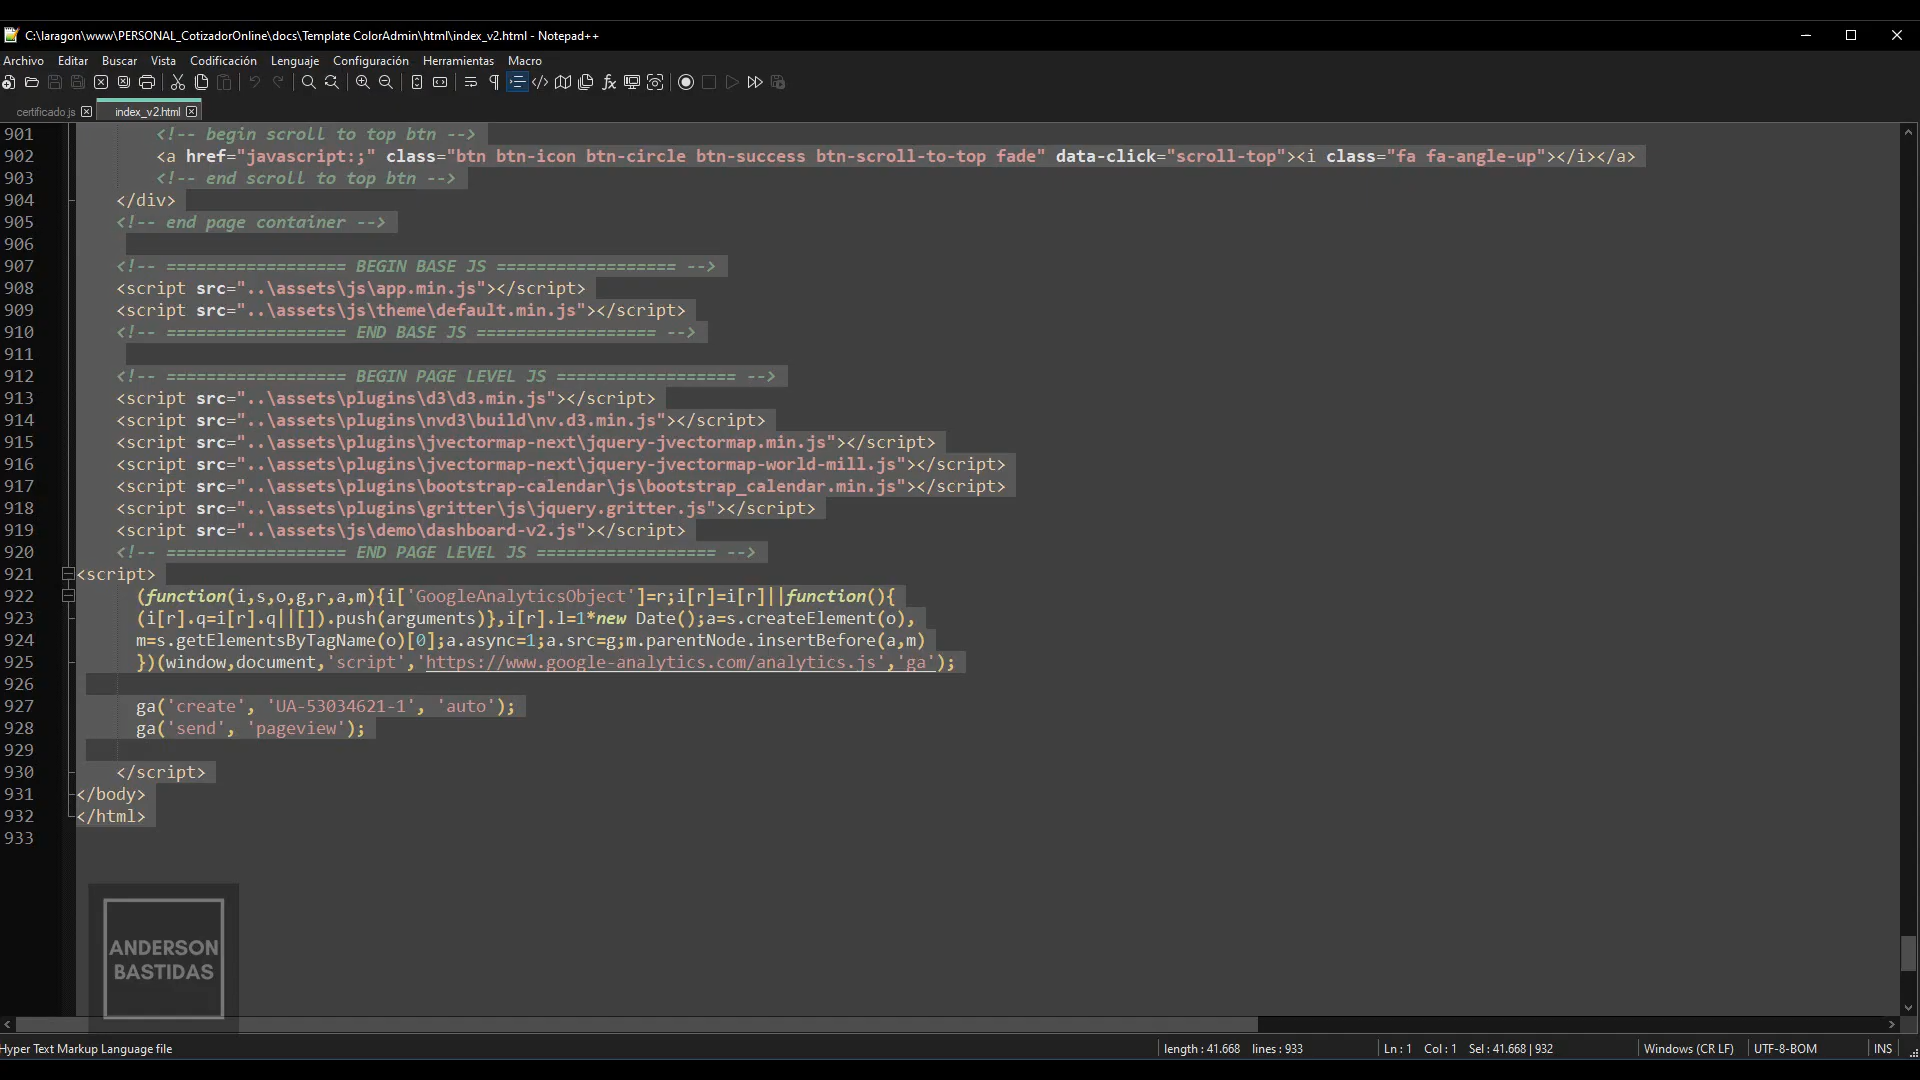 C:\laragon\www\PERSONAL_CotizadorOnline\docs\Template ColorAdmin\html\index_v2.html - Notepad++
Archivo Editar Buscar Vista Codificación Lenguaje Configuración Herramientas Macro
certificado.js index_v2.html
901 <!-- begin scroll to top btn -->
902 <a href="javascript:;" class="btn btn-icon btn-circle btn-success btn-scroll-to-top fade" data-click="scroll-top"><i class="fa fa-angle-up"></i></a>
903 <!-- end scroll to top btn -->
904 </div>
905 <!-- end page container -->
906
907 <!-- ================== BEGIN BASE JS ================== -->
908 <script src="..\assets\js\app.min.js"></script>
909 <script src="..\assets\js\theme\default.min.js"></script>
910 <!-- ================== END BASE JS ================== -->
911
912 <!-- ================== BEGIN PAGE LEVEL JS ================== -->
913 <script src="..\assets\plugins\d3\d3.min.js"></script>
914 <script src="..\assets\plugins\nvd3\build\nv.d3.min.js"></script>
915 <script src="..\assets\plugins\jvectormap-next\jquery-jvectormap.min.js"></script>
916 <script src="..\assets\plugins\jvectormap-next\jquery-jvectormap-world-mill.js"></script>
917 <script src="..\assets\plugins\bootstrap-calendar\js\bootstrap_calendar.min.js"></script>
918 <script src="..\assets\plugins\gritter\js\jquery.gritter.js"></script>
919 <script src="..\assets\js\demo\dashboard-v2.js"></script>
920 <!-- ================== END PAGE LEVEL JS ================== -->
921 <script>
922 (function(i,s,o,g,r,a,m){i['GoogleAnalyticsObject']=r;i[r]=i[r]||function(){
923 (i[r].q=i[r].q||[]).push(arguments)},i[r].l=1*new Date();a=s.createElement(o),
924 m=s.getElementsByTagName(o)[0];a.async=1;a.src=g;m.parentNode.insertBefore(a,m)
925 })(window,document,'script','https://www.google-analytics.com/analytics.js','ga');
926
927 ga('create', 'UA-53034621-1', 'auto');
928 ga('send', 'pageview');
929
930 </script>
931 </body>
932 </html>
933
ANDERSON
BASTIDAS
Hyper Text Markup Language file length : 41.668 lines : 933 Ln : 1 Col : 1 Sel : 41.668 | 932 Windows (CR LF) UTF-8-BOM INS